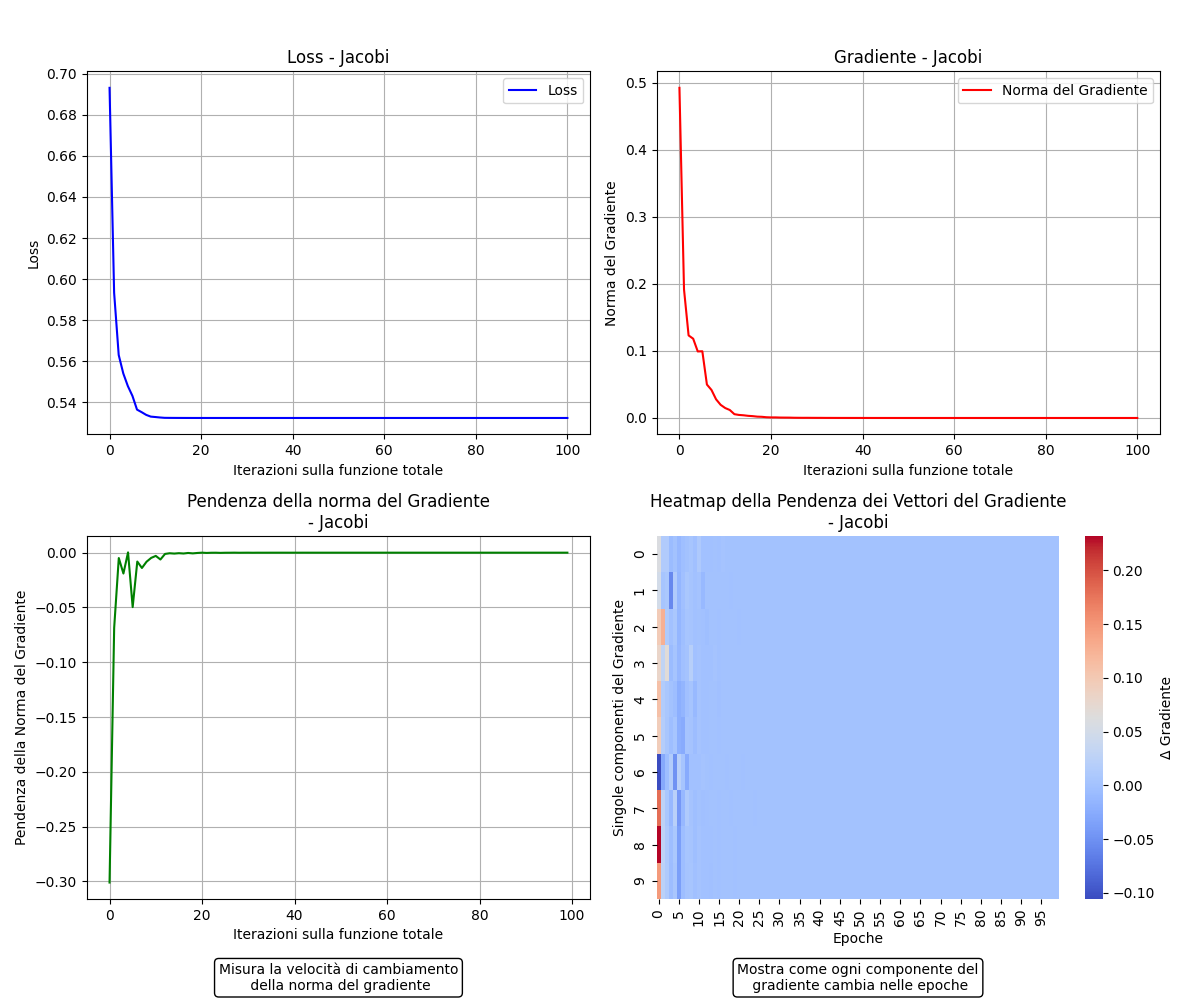 Loss - Jacobi
Loss
0.70
0.68
0.66
0.64
0.62
0.60
0.58
0.56
0.54
Loss
0 20 40 60 80 100
Iterazioni sulla funzione totale
Gradiente - Jacobi
Norma del Gradiente
0.5
0.4
0.3
0.2
0.1
0.0
Norma del Gradiente
0 20 40 60 80 100
Iterazioni sulla funzione totale
Pendenza della norma del Gradiente
- Jacobi
Pendenza della Norma del Gradiente
0.00
−0.05
−0.10
−0.15
−0.20
−0.25
−0.30
0 20 40 60 80 100
Iterazioni sulla funzione totale
Misura la velocità di cambiamento
della norma del gradiente
Heatmap della Pendenza dei Vettori del Gradiente
- Jacobi
Singole componenti del Gradiente
0
1
2
3
4
5
6
7
8
9
0 5 10 15 20 25 30 35 40 45 50 55 60 65 70 75 80 85 90 95
Epoche
0.20
0.15
0.10
0.05
0.00
−0.05
−0.10
Δ Gradiente
Mostra come ogni componente del
gradiente cambia nelle epoche